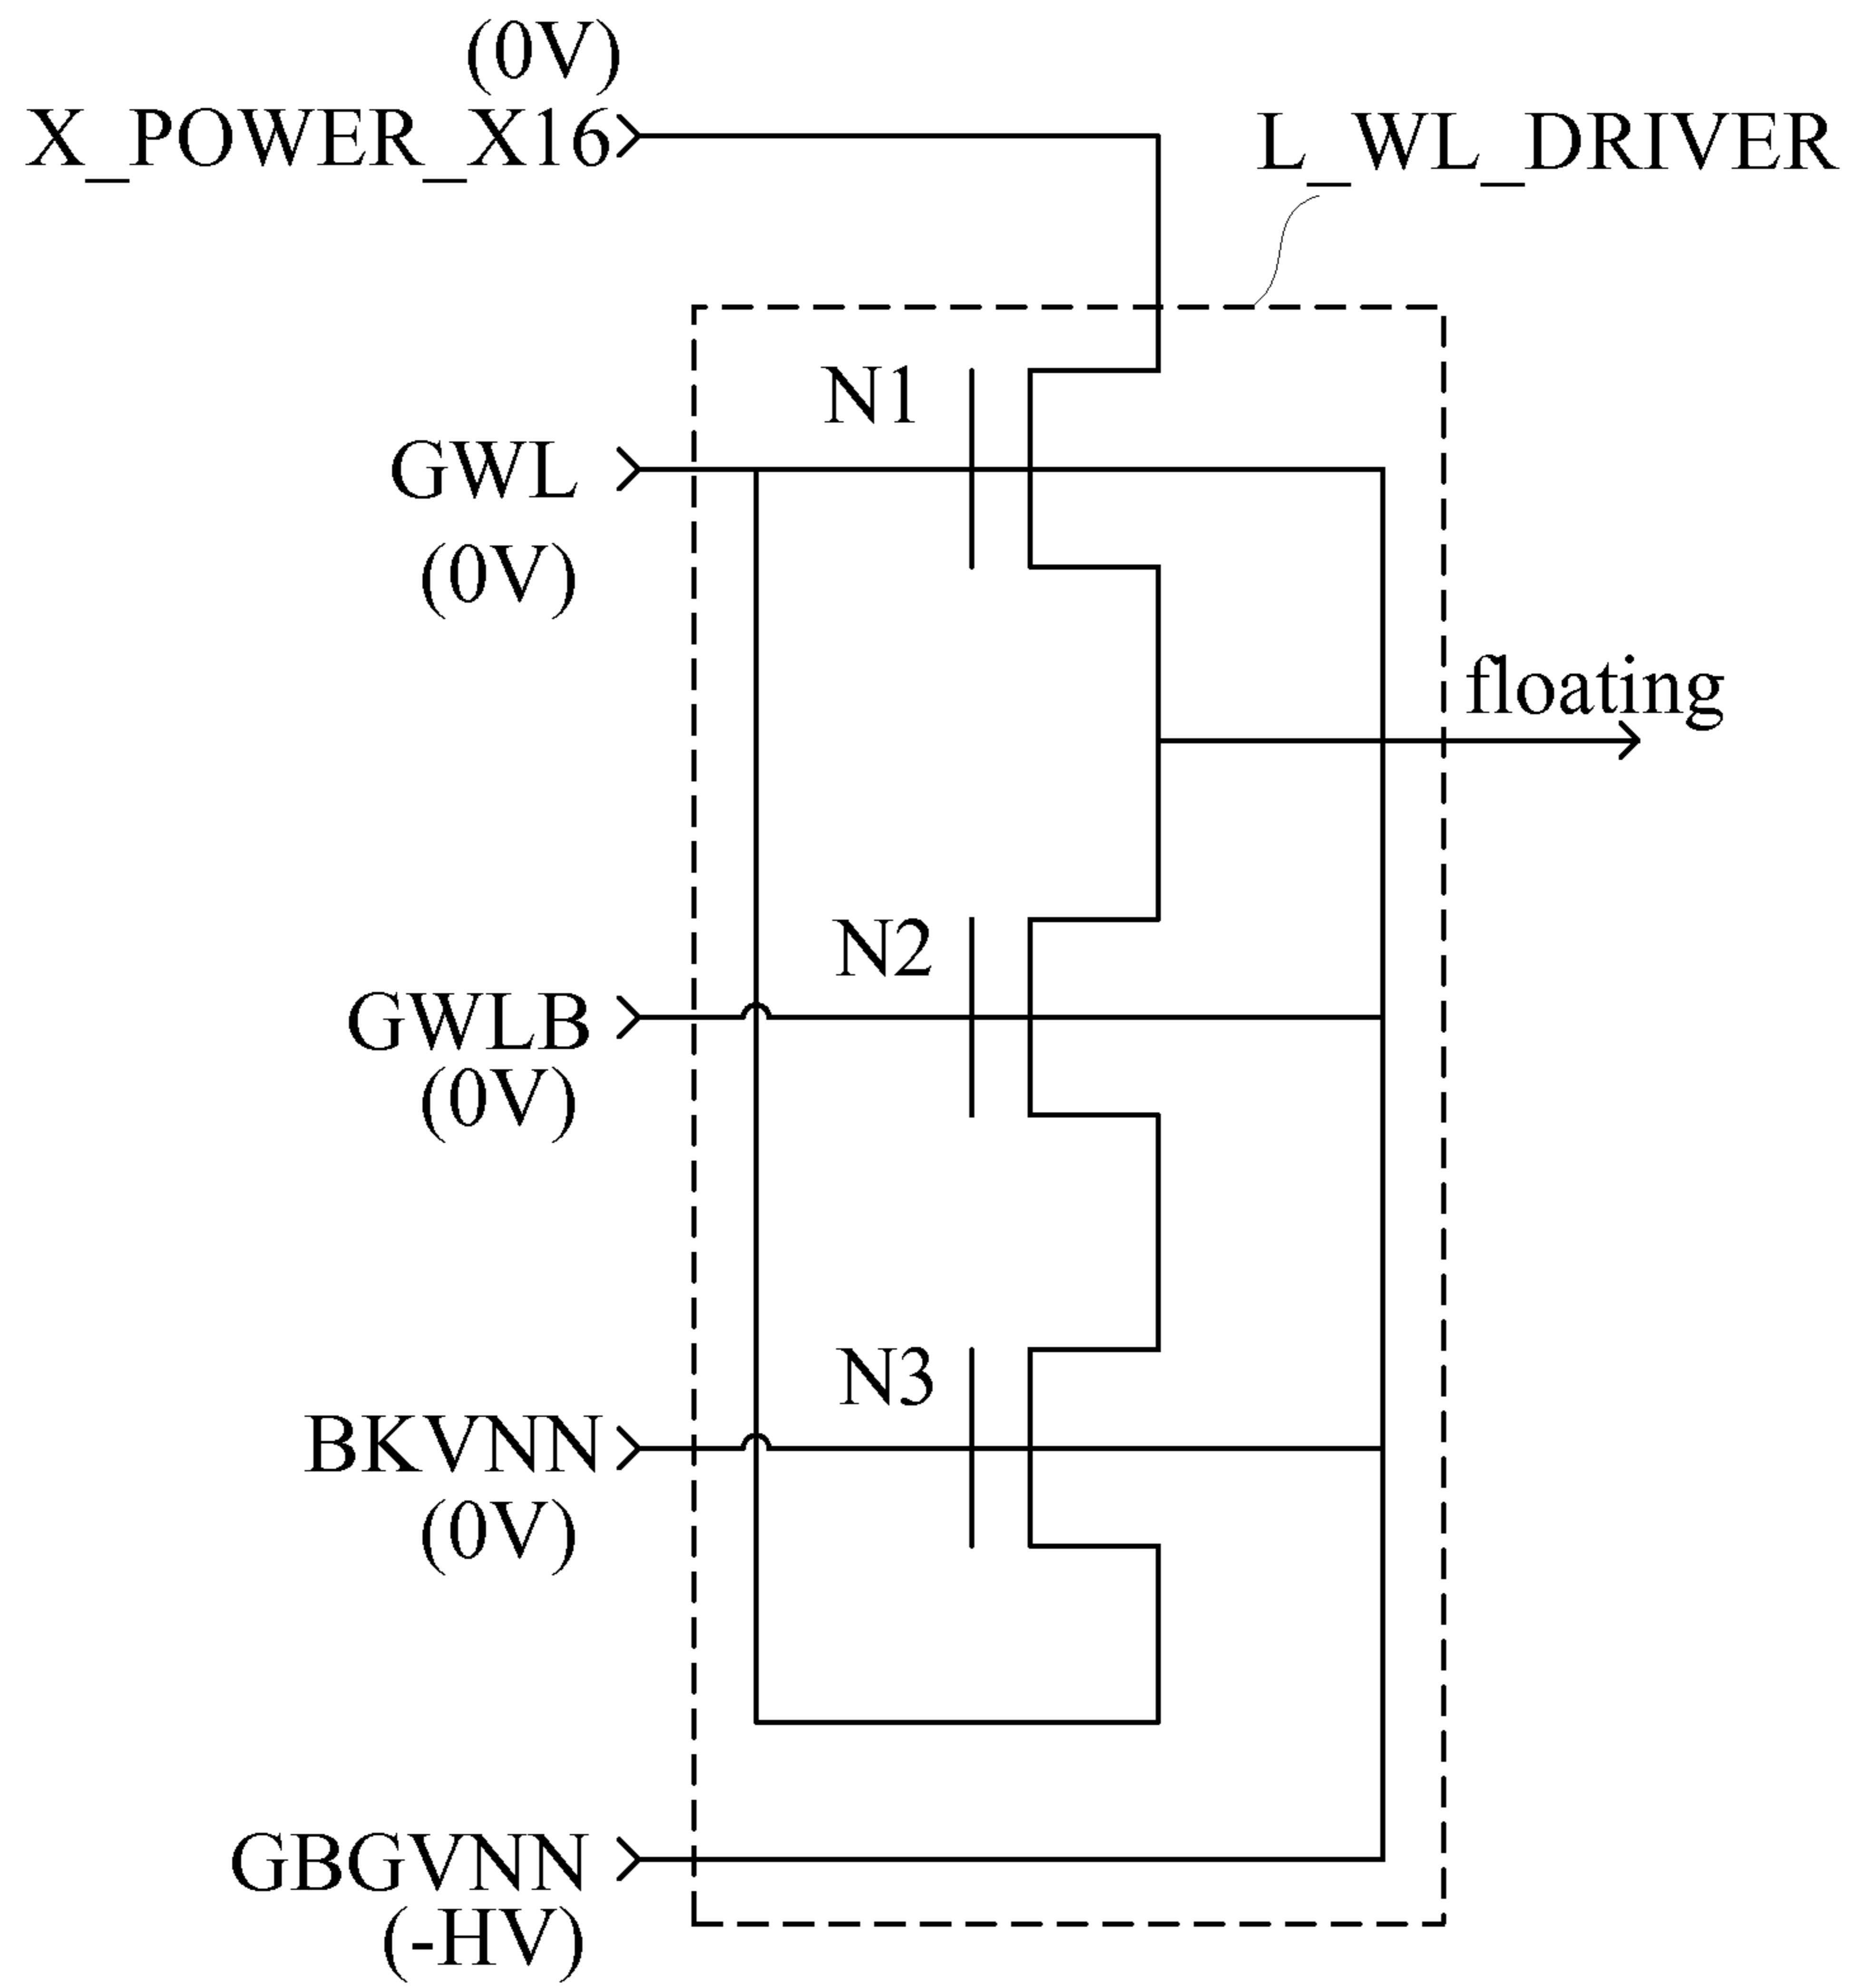 (0V)
X_POWER_X16
L_WL_DRIVER
N1
GWL
(0V)
floating
N2
GWLB
(0V)
N3
BKVNN
(0V)
GBGVNN
(-HV)